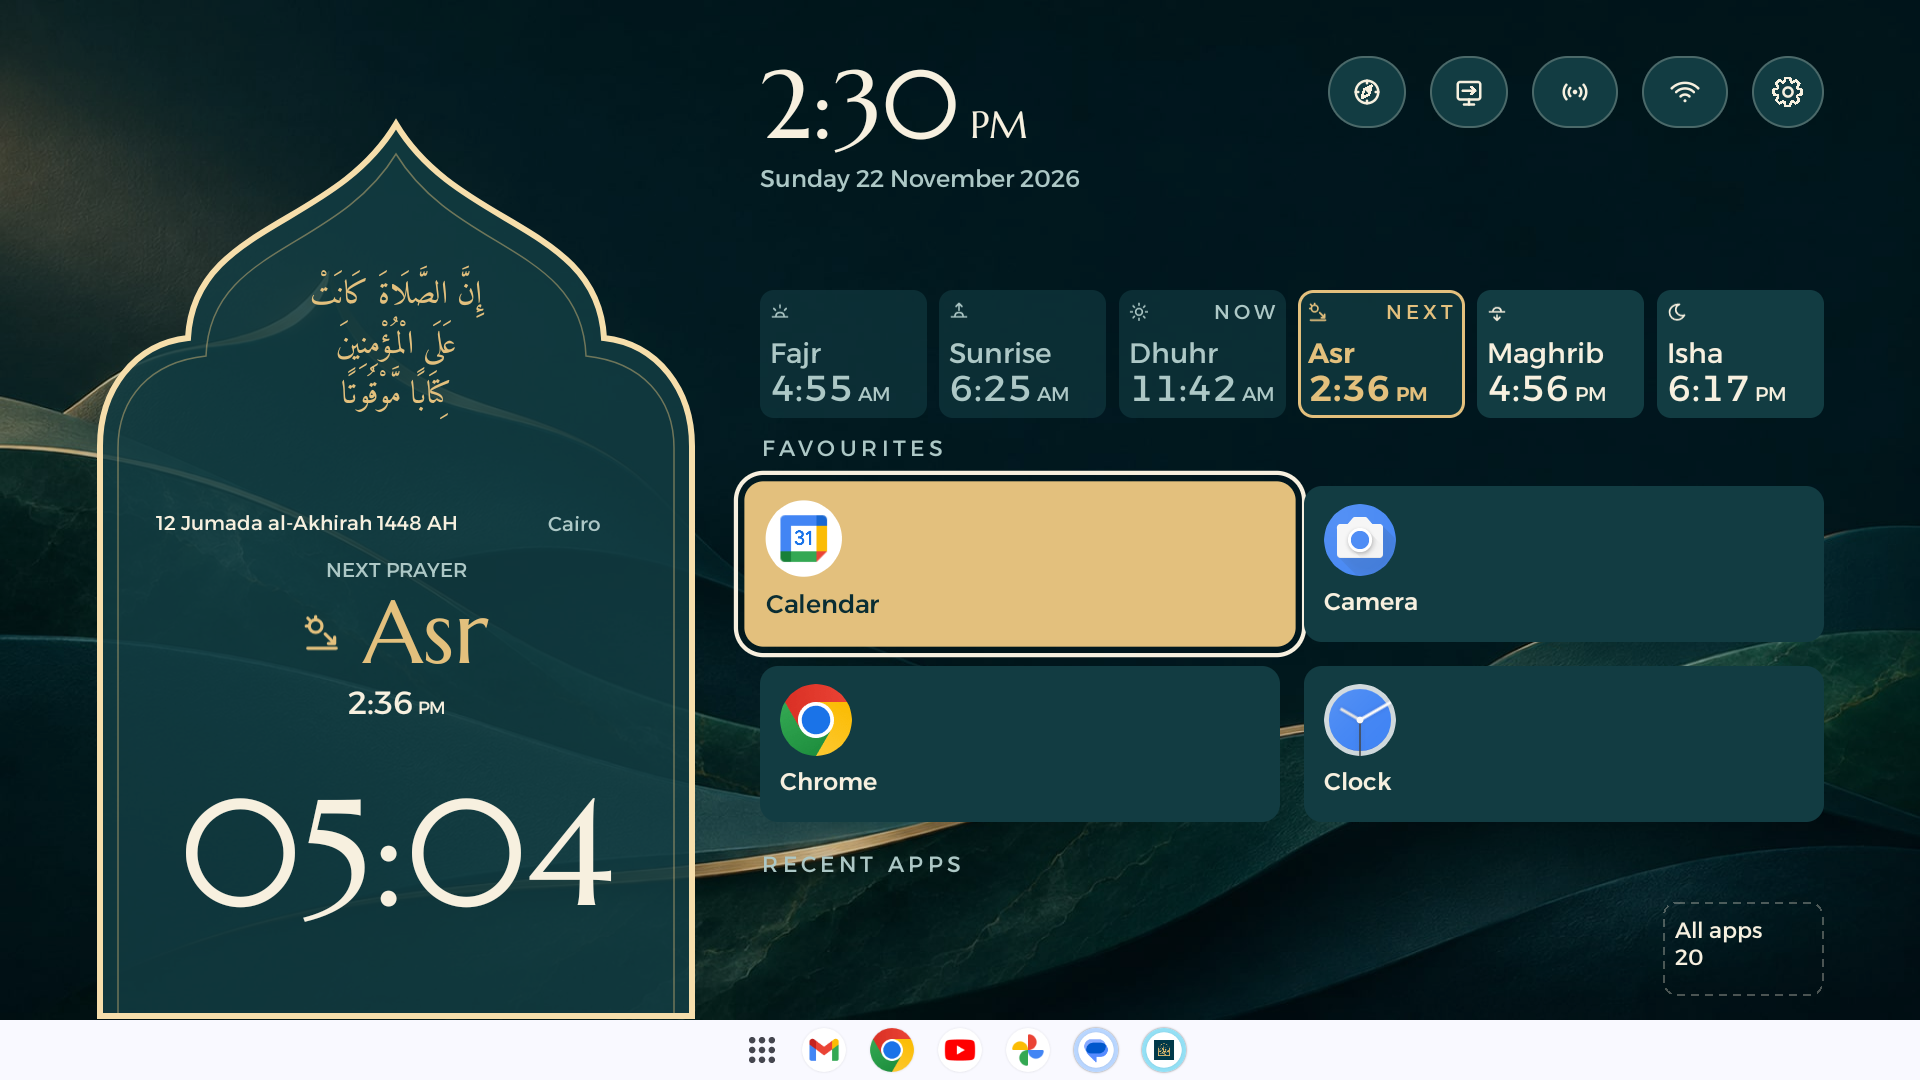 إِنَّ الصَّلَاةَ كَانَتْ
عَلَى الْمُؤْمِنِينَ
كِتَابًا مَّوْقُوتًا
12 Jumada al-Akhirah 1448 AH
Cairo
NEXT PRAYER
Asr
2:36 PM
05:04
2:30 PM
Sunday 22 November 2026
Fajr
4:55 AM
Sunrise
6:25 AM
NOW
Dhuhr
11:42 AM
NEXT
Asr
2:36 PM
Maghrib
4:56 PM
Isha
6:17 PM
FAVOURITES
31
Calendar
Camera
Chrome
Clock
RECENT APPS
All apps
20